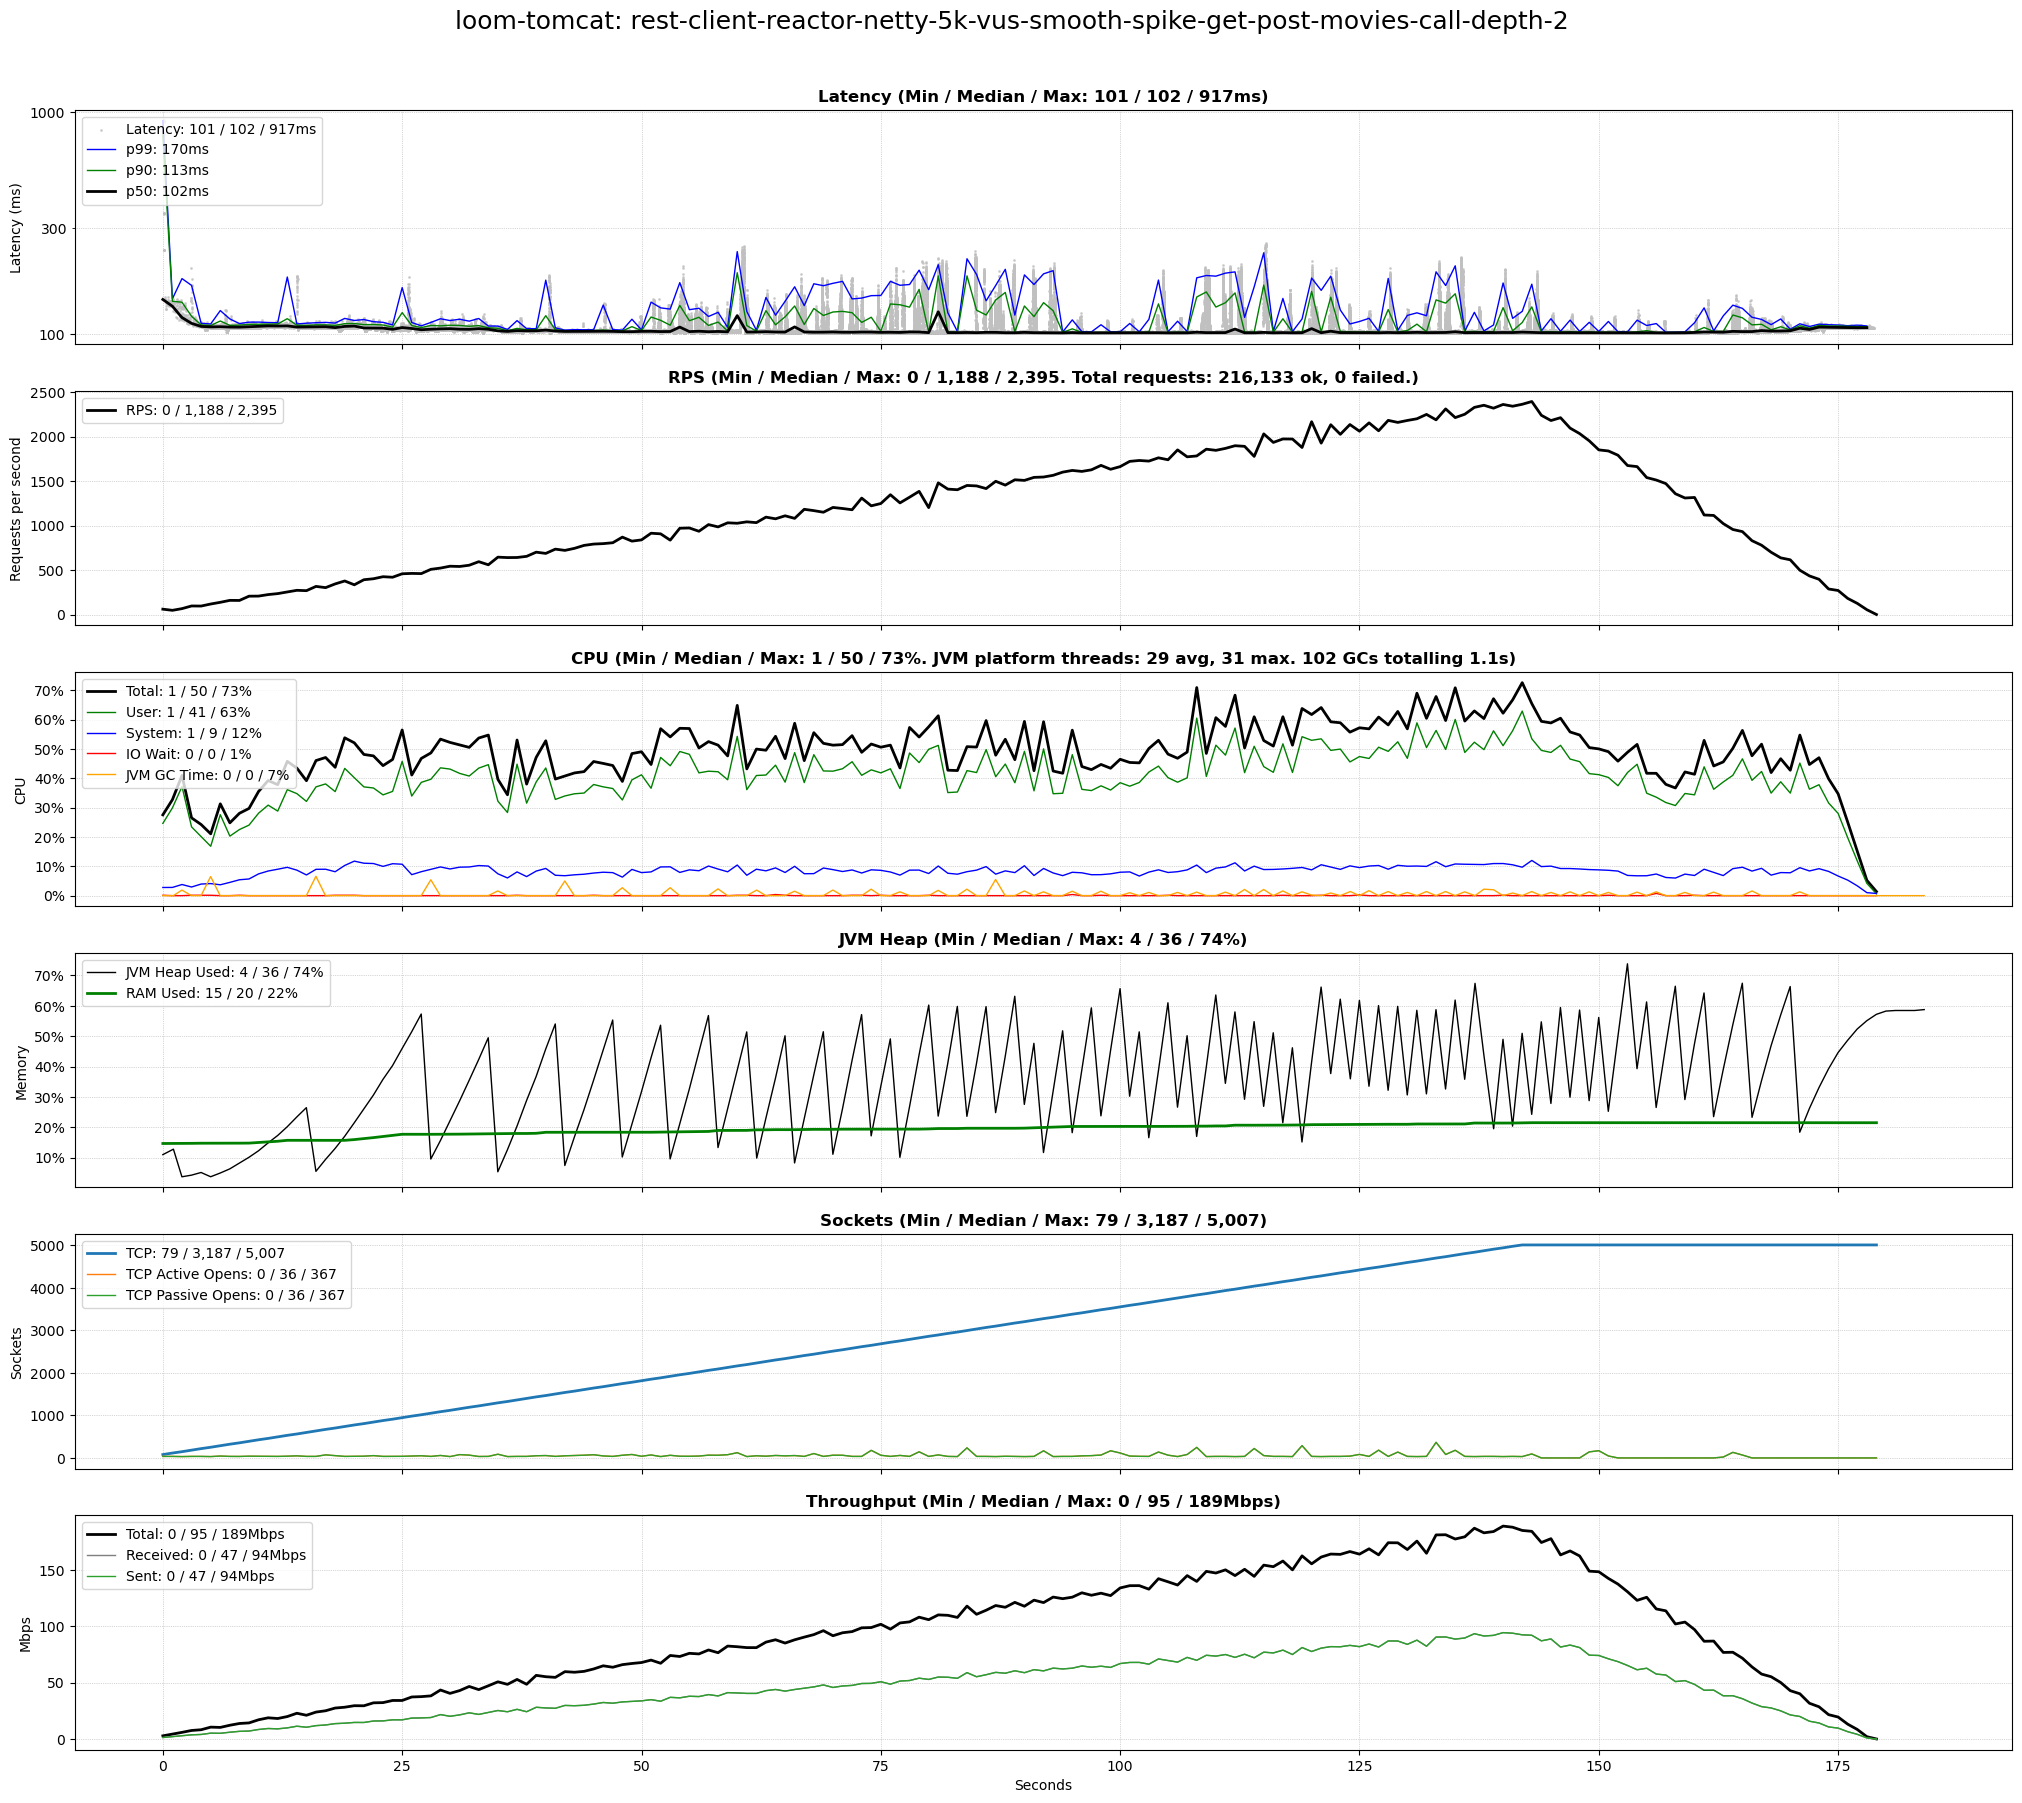 loom-tomcat: rest-client-reactor-netty-5k-vus-smooth-spike-get-post-movies-call-depth-2
Latency (Min / Median / Max: 101 / 102 / 917ms)
Latency: 101 / 102 / 917ms
p99: 170ms
p90: 113ms
p50: 102ms
1000
300
100
Latency (ms)
RPS (Min / Median / Max: 0 / 1,188 / 2,395. Total requests: 216,133 ok, 0 failed.)
RPS: 0 / 1,188 / 2,395
2500
2000
1500
1000
500
0
Requests per second
CPU (Min / Median / Max: 1 / 50 / 73%. JVM platform threads: 29 avg, 31 max. 102 GCs totalling 1.1s)
Total: 1 / 50 / 73%
User: 1 / 41 / 63%
System: 1 / 9 / 12%
IO Wait: 0 / 0 / 1%
JVM GC Time: 0 / 0 / 7%
70%
60%
50%
40%
30%
20%
10%
0%
CPU
JVM Heap (Min / Median / Max: 4 / 36 / 74%)
JVM Heap Used: 4 / 36 / 74%
RAM Used: 15 / 20 / 22%
70%
60%
50%
40%
30%
20%
10%
Memory
Sockets (Min / Median / Max: 79 / 3,187 / 5,007)
TCP: 79 / 3,187 / 5,007
TCP Active Opens: 0 / 36 / 367
TCP Passive Opens: 0 / 36 / 367
5000
4000
3000
2000
1000
0
Sockets
Throughput (Min / Median / Max: 0 / 95 / 189Mbps)
Total: 0 / 95 / 189Mbps
Received: 0 / 47 / 94Mbps
Sent: 0 / 47 / 94Mbps
150
100
50
0
Mbps
0 25 50 75 100 125 150 175
Seconds